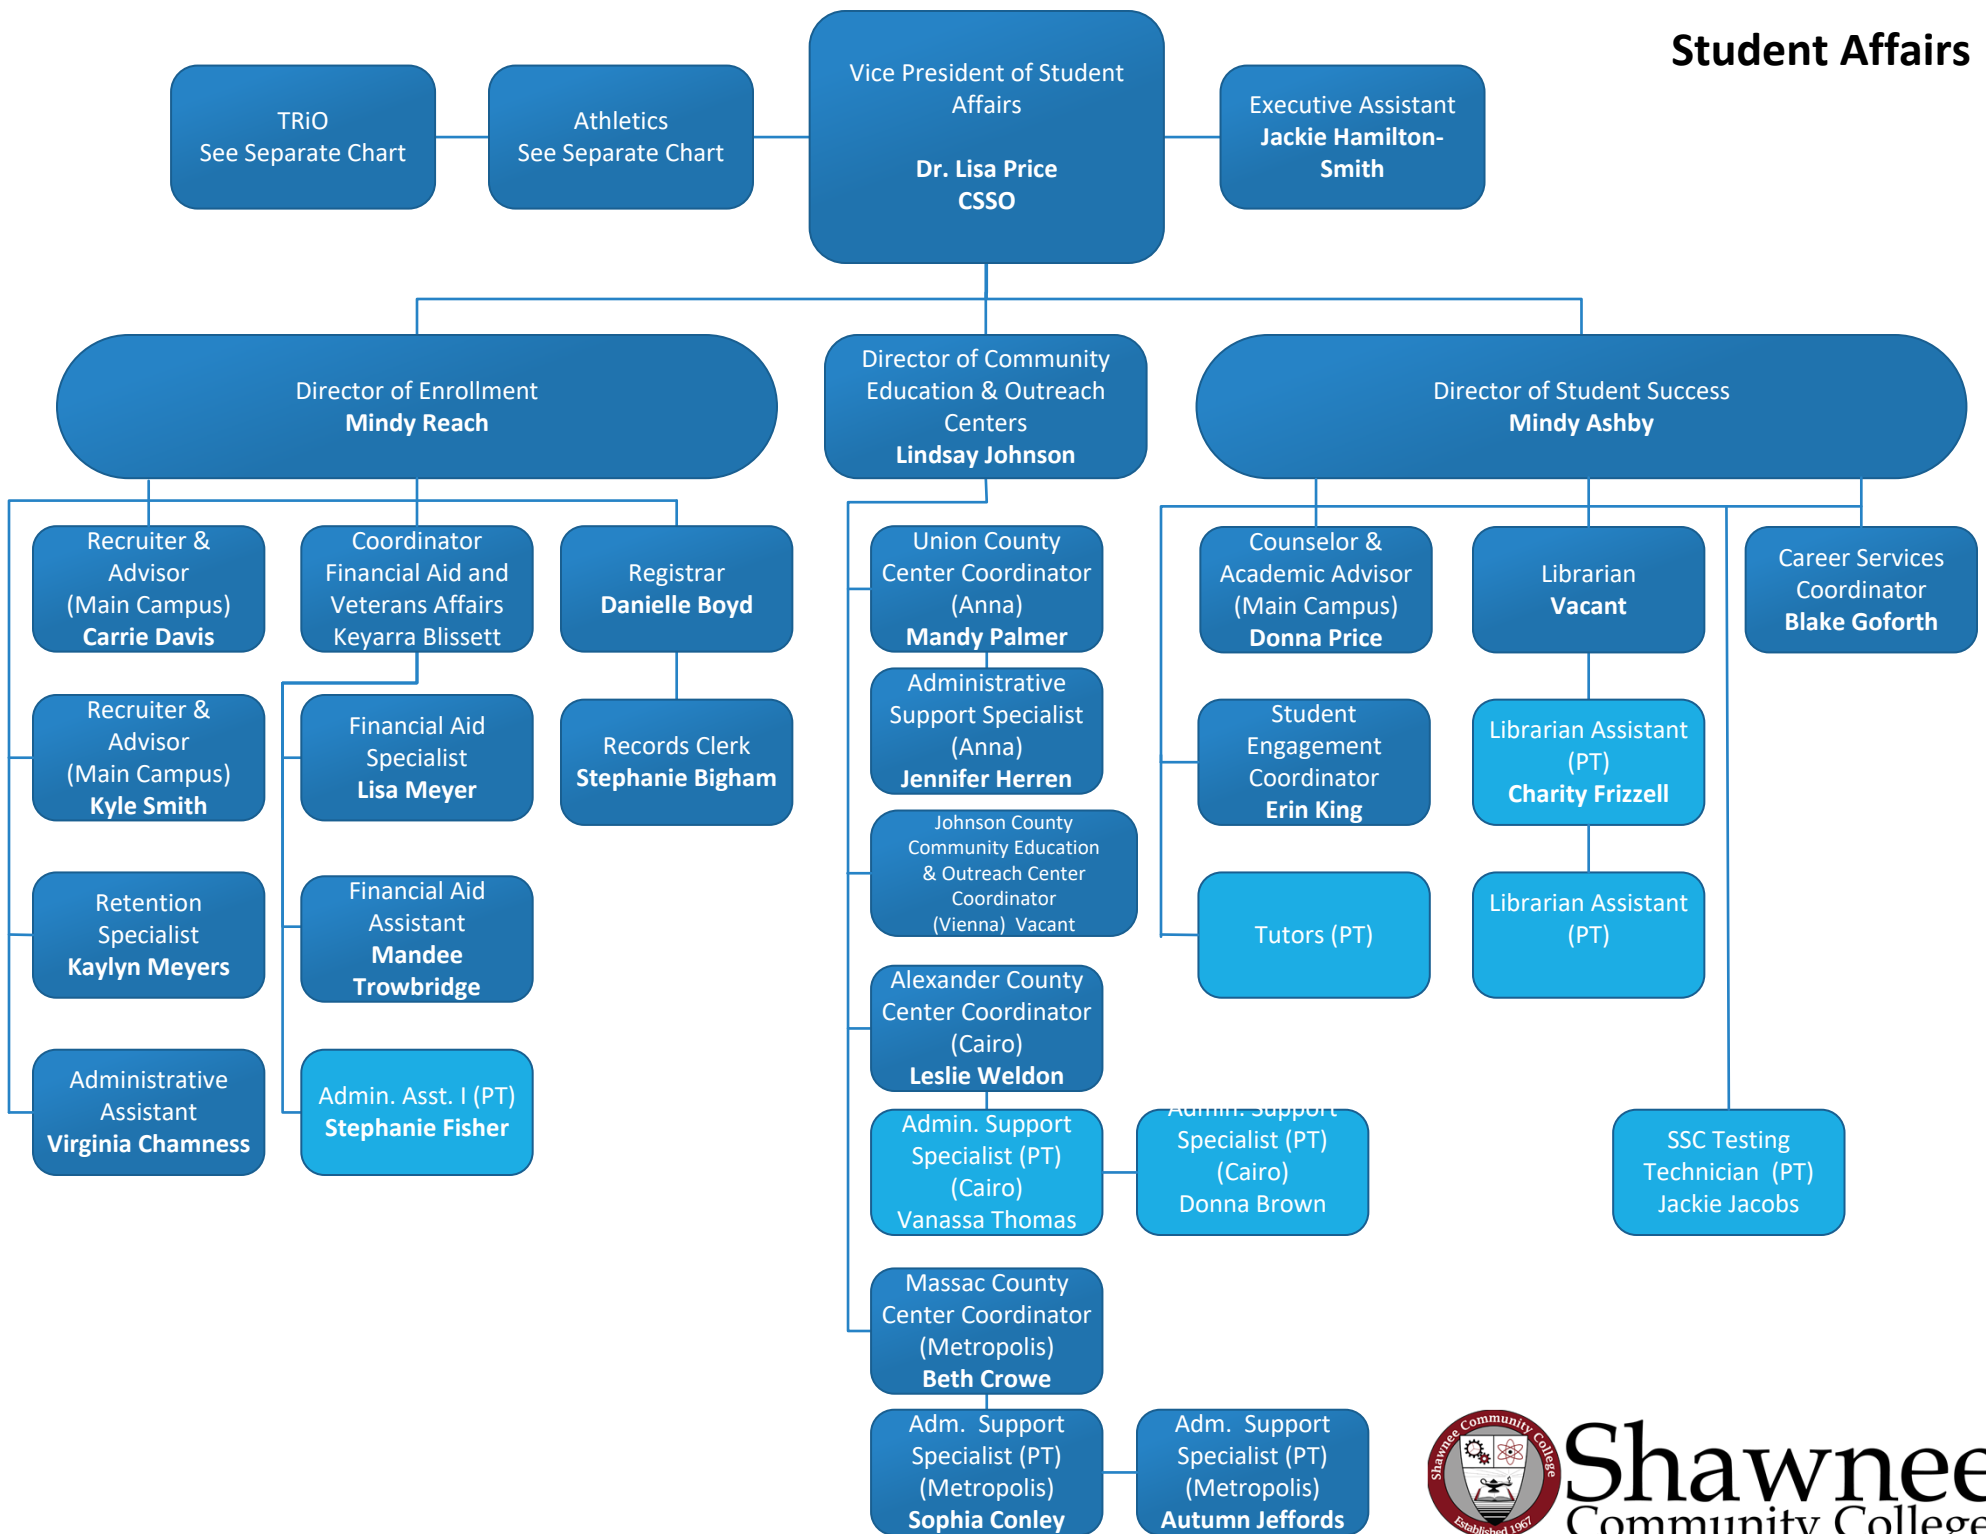 Student Affairs
TRiO
See Separate Chart
Athletics
See Separate Chart
Vice President of Student
Affairs
Dr. Lisa Price
CSSO
Executive Assistant
Jackie Hamilton-
Smith
Director of Enrollment
Mindy Reach
Director of Community
Education & Outreach
Centers
Lindsay Johnson
Director of Student Success
Mindy Ashby
Recruiter &
Advisor
(Main Campus)
Carrie Davis
Coordinator
Financial Aid and
Veterans Affairs
Keyarra Blissett
Registrar
Danielle Boyd
Recruiter &
Advisor
(Main Campus)
Kyle Smith
Financial Aid
Specialist
Lisa Meyer
Records Clerk
Stephanie Bigham
Retention
Specialist
Kaylyn Meyers
Financial Aid
Assistant
Mandee
Trowbridge
Administrative
Assistant
Virginia Chamness
Admin. Asst. I (PT)
Stephanie Fisher
Union County
Center Coordinator
(Anna)
Mandy Palmer
Administrative
Support Specialist
(Anna)
Jennifer Herren
Johnson County
Community Education
& Outreach Center
Coordinator
(Vienna)  Vacant
Alexander County
Center Coordinator
(Cairo)
Leslie Weldon
Admin. Support
Specialist (PT)
(Cairo)
Vanassa Thomas
Admin. Support
Specialist (PT)
(Cairo)
Donna Brown
Massac County
Center Coordinator
(Metropolis)
Beth Crowe
Adm.  Support
Specialist (PT)
(Metropolis)
Sophia Conley
Adm.  Support
Specialist (PT)
(Metropolis)
Autumn Jeffords
Counselor &
Academic Advisor
(Main Campus)
Donna Price
Librarian
Vacant
Career Services
Coordinator
Blake Goforth
Student
Engagement
Coordinator
Erin King
Librarian Assistant
(PT)
Charity Frizzell
Tutors (PT)
Librarian Assistant
(PT)
SSC Testing
Technician  (PT)
Jackie Jacobs
Shawnee Community College
Established 1967
Shawnee
Community College